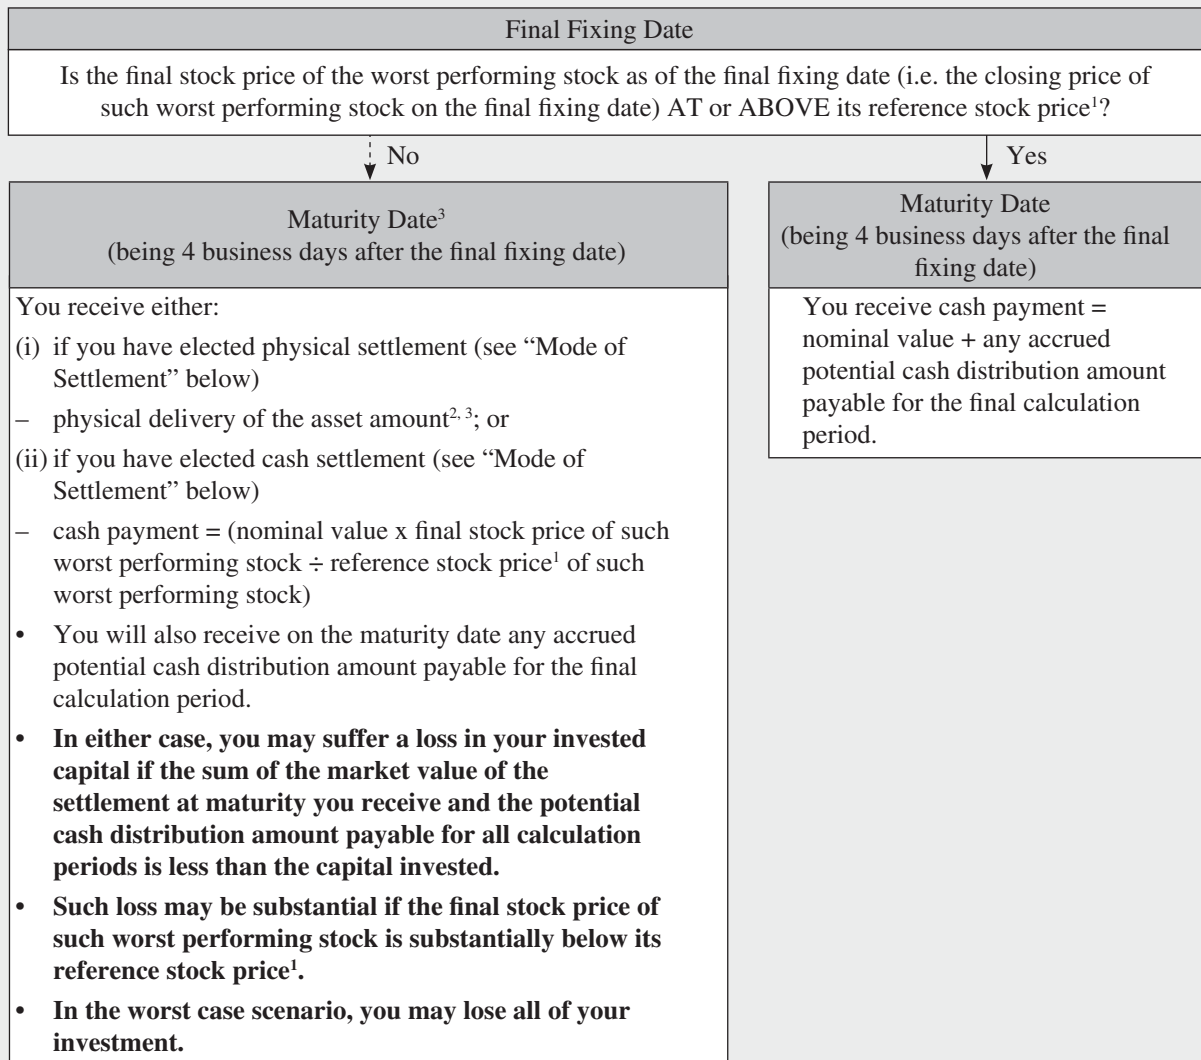 Final Fixing Date
Is the final stock price of the worst performing stock as of the final fixing date (i.e. the closing price of
such worst performing stock on the final fixing date) AT or ABOVE its reference stock price¹?
No
Yes
Maturity Date³
(being 4 business days after the final fixing date)
You receive either:
(i) if you have elected physical settlement (see “Mode of
Settlement” below)
– physical delivery of the asset amount²,³; or
(ii) if you have elected cash settlement (see “Mode of
Settlement” below)
– cash payment = (nominal value x final stock price of such
worst performing stock ÷ reference stock price¹ of such
worst performing stock)
• You will also receive on the maturity date any accrued
potential cash distribution amount payable for the final
calculation period.
• In either case, you may suffer a loss in your invested
capital if the sum of the market value of the
settlement at maturity you receive and the potential
cash distribution amount payable for all calculation
periods is less than the capital invested.
• Such loss may be substantial if the final stock price of
such worst performing stock is substantially below its
reference stock price¹.
• In the worst case scenario, you may lose all of your
investment.
Maturity Date
(being 4 business days after the final
fixing date)
You receive cash payment =
nominal value + any accrued
potential cash distribution amount
payable for the final calculation
period.